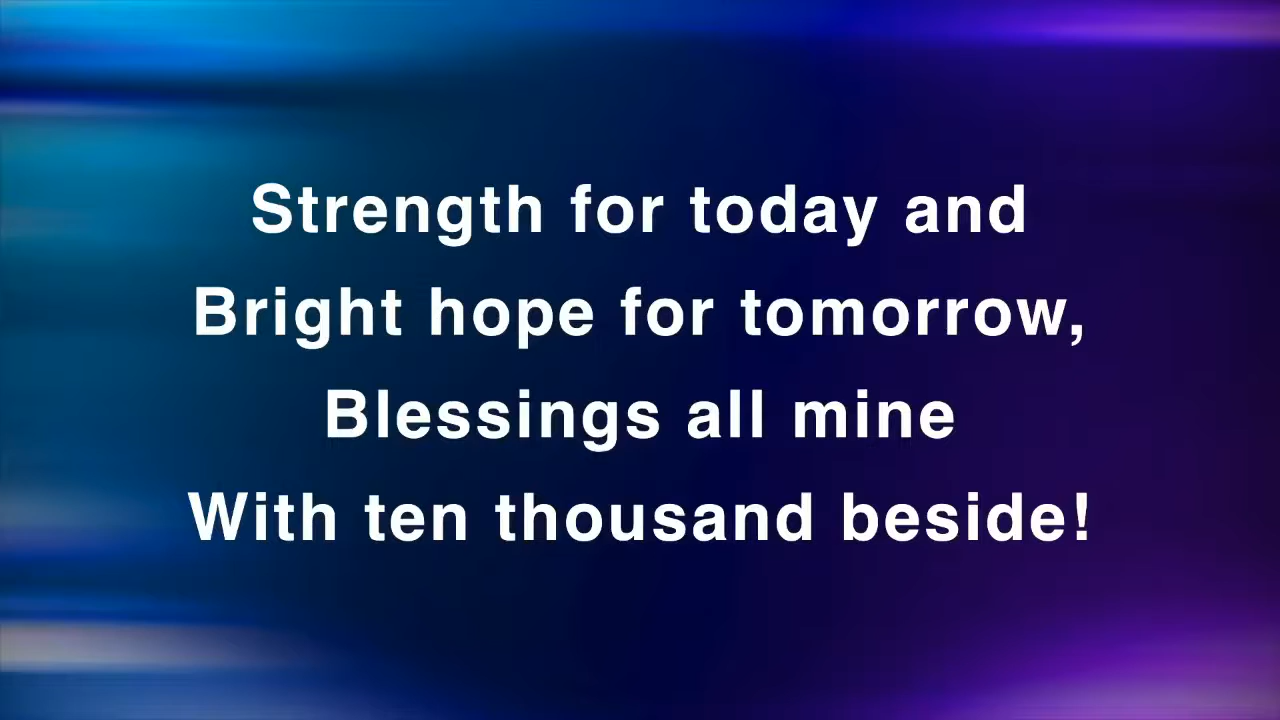 Strength for today and
Bright hope for tomorrow,
Blessings all mine
With ten thousand beside!